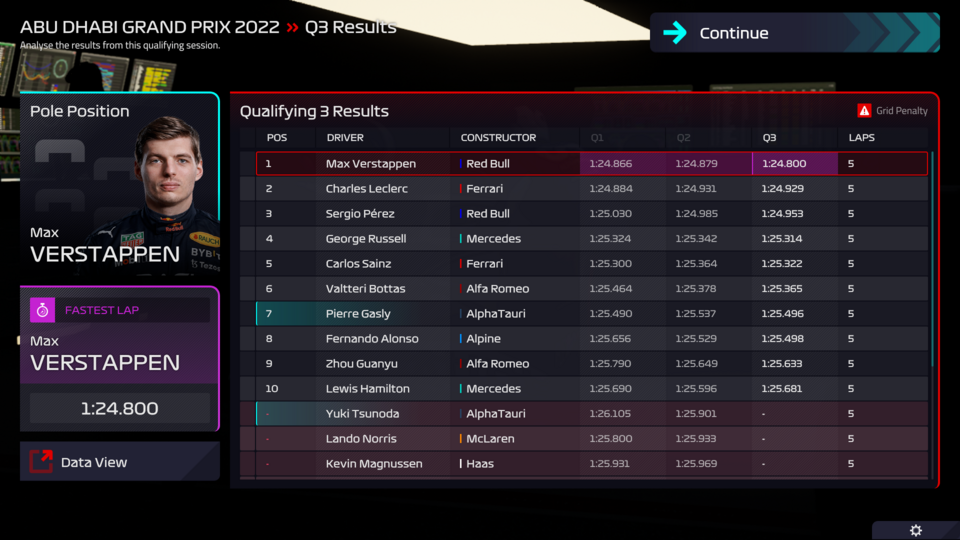 ABU DHABI GRAND PRIX 2022 » Q3 Results
Analyse the results from this qualifying session.
Continue
Pole Position
Max
VERSTAPPEN
FASTEST LAP
Max
VERSTAPPEN
1:24.800
Data View
Qualifying 3 Results
Grid Penalty
POS DRIVER CONSTRUCTOR Q1 Q2 Q3 LAPS
1 Max Verstappen Red Bull 1:24.866 1:24.879 1:24.800 5
2 Charles Leclerc Ferrari 1:24.884 1:24.931 1:24.929 5
3 Sergio Pérez Red Bull 1:25.030 1:24.985 1:24.953 5
4 George Russell Mercedes 1:25.324 1:25.342 1:25.314 5
5 Carlos Sainz Ferrari 1:25.300 1:25.364 1:25.322 5
6 Valtteri Bottas Alfa Romeo 1:25.464 1:25.378 1:25.365 5
7 Pierre Gasly AlphaTauri 1:25.490 1:25.537 1:25.496 5
8 Fernando Alonso Alpine 1:25.656 1:25.529 1:25.498 5
9 Zhou Guanyu Alfa Romeo 1:25.790 1:25.649 1:25.633 5
10 Lewis Hamilton Mercedes 1:25.690 1:25.596 1:25.681 5
- Yuki Tsunoda AlphaTauri 1:26.105 1:25.901 - 5
- Lando Norris McLaren 1:25.800 1:25.933 - 5
- Kevin Magnussen Haas 1:25.931 1:25.969 - 5